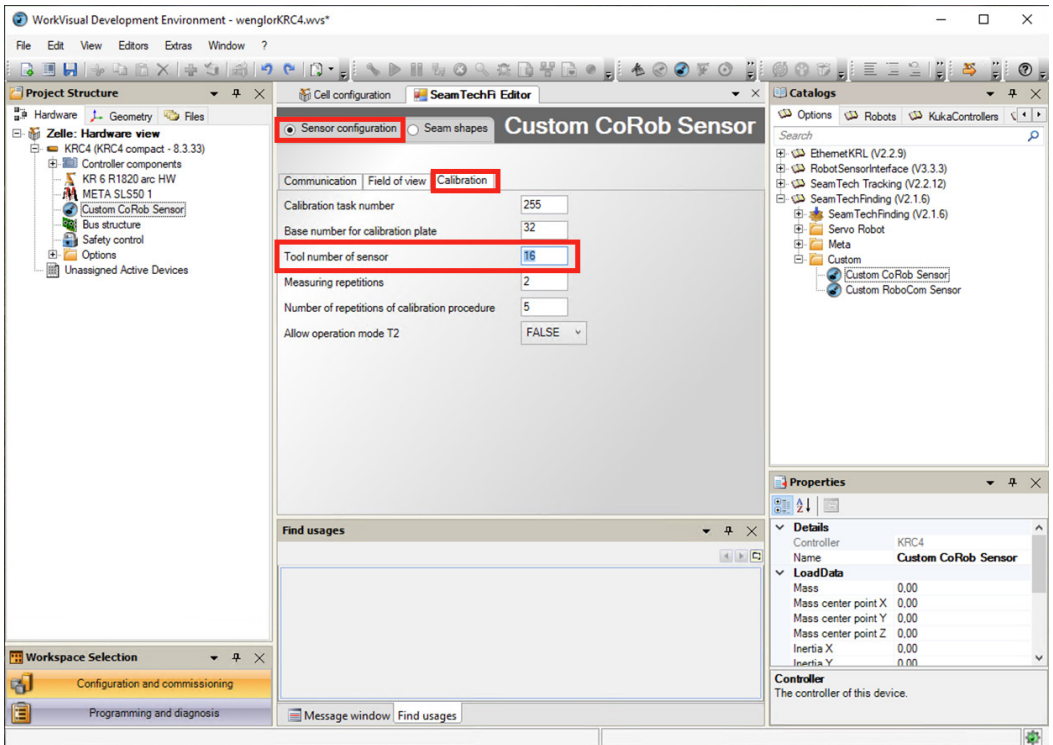 WorkVisual Development Environment - wenglorKRC4.wvs*
File Edit View Editors Extras Window ?
Project Structure
Hardware Geometry Files
Zelle: Hardware view
KRC4 (KRC4 compact - 8.3.33)
Controller components
KR 6 R1820 arc HW
META SLS50 1
Custom CoRob Sensor
Bus structure
Safety control
Options
Unassigned Active Devices
Workspace Selection
Configuration and commissioning
Programming and diagnosis
Cell configuration SeamTechFi Editor
Sensor configuration Seam shapes Custom CoRob Sensor
Communication Field of view Calibration
Calibration task number 255
Base number for calibration plate 32
Tool number of sensor 16
Measuring repetitions 2
Number of repetitions of calibration procedure 5
Allow operation mode T2 FALSE
Find usages
Message window Find usages
Catalogs
Options Robots KukaControllers
Search
EthernetKRL (V2.2.9)
RobotSensorInterface (V3.3.3)
SeamTech Tracking (V2.2.12)
SeamTechFinding (V2.1.6)
SeamTechFinding (V2.1.6)
Servo Robot
Meta
Custom
Custom CoRob Sensor
Custom RoboCom Sensor
Properties
Details
Controller KRC4
Name Custom CoRob Sensor
LoadData
Mass 0,00
Mass center point X 0,00
Mass center point Y 0,00
Mass center point Z 0,00
Inertia X 0,00
Inertia Y 0,00
Controller
The controller of this device.